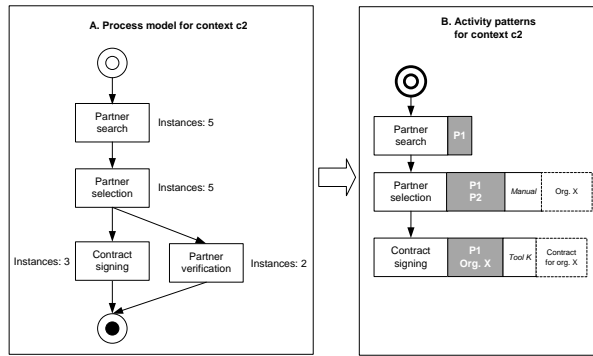 A. Process model for context c2
Partner
search
Instances: 5
Partner
selection
Instances: 5
Instances: 3
Contract
signing
Partner
verification
Instances: 2
B. Activity patterns
for context c2
Partner
search
P1
Partner
selection
P1
P2
Manual
Org. X
Contract
signing
P1
Org. X
Tool K
Contract
for org. X